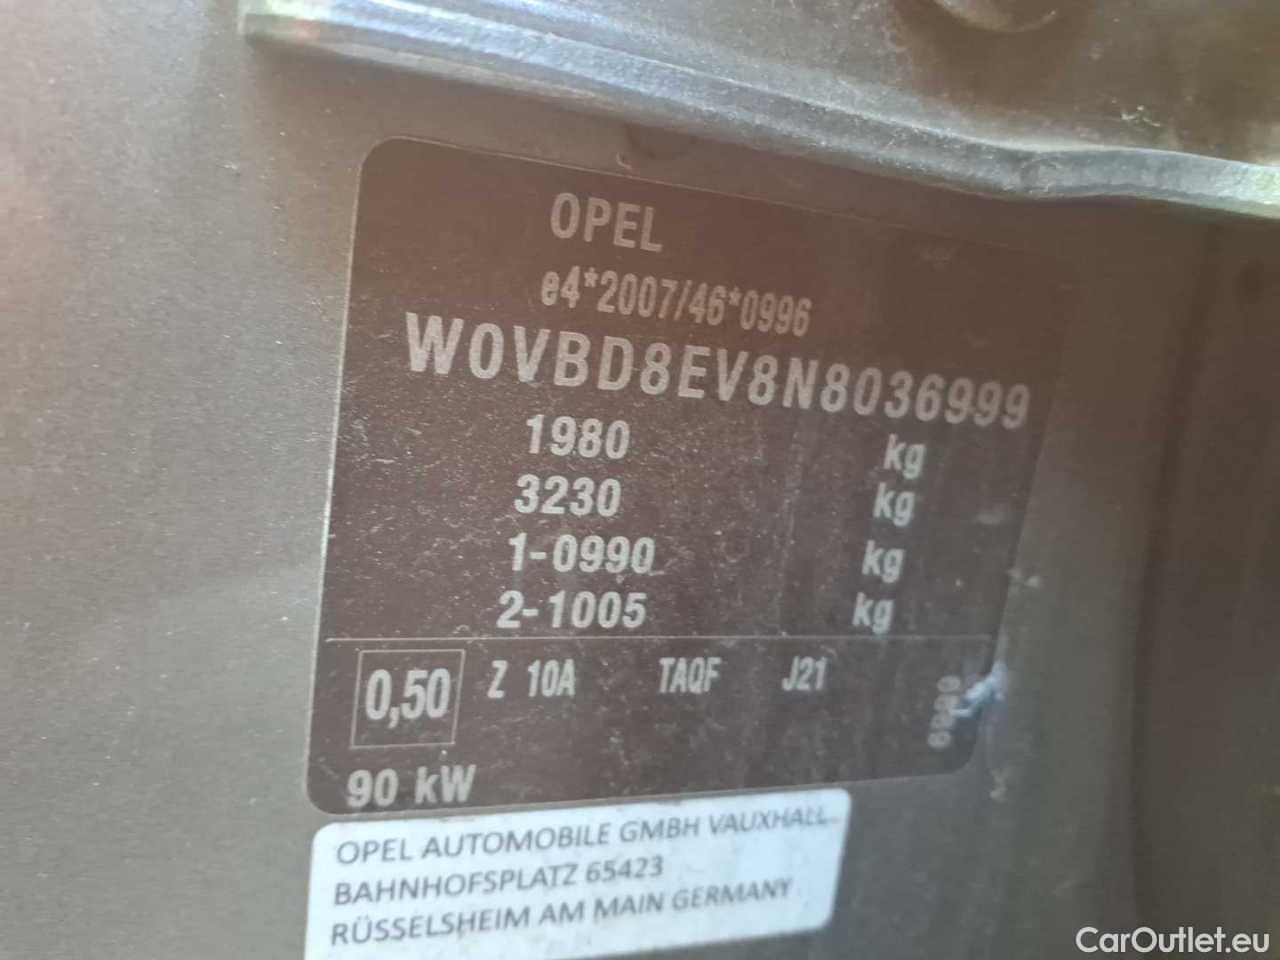 OPEL
e4*2007/46*0996
W0VBD8EV8N8036999
1980 kg
3230 kg
1-0990 kg
2-1005 kg
0,50 Z 10A TAQF J21
90 kW
OPEL AUTOMOBILE GMBH VAUXHALL
BAHNHOFSPLATZ 65423
RÜSSELSHEIM AM MAIN GERMANY
CarOutlet.eu